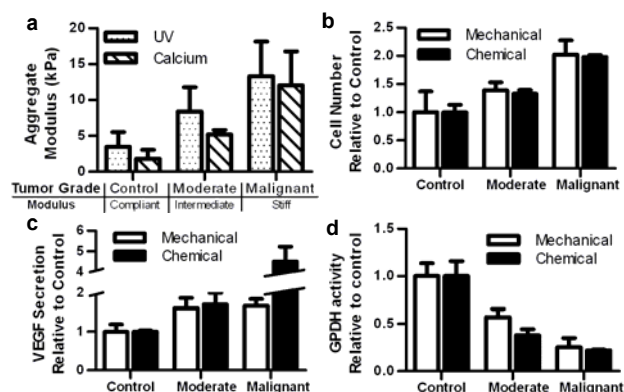 a
Aggregate
Modulus (kPa)
20
15
10
5
0
UV
Calcium
Tumor Grade Control Moderate Malignant
Modulus Compliant Intermediate Stiff
b
Cell Number
Relative to Control
2.5
2.0
1.5
1.0
0.5
0.0
Mechanical
Chemical
Control Moderate Malignant
c
VEGF Secretion
Relative to Control
6
5
4
2
1
0
Mechanical
Chemical
Control Moderate Malignant
d
GPDH activity
Relative to control
1.5
1.0
0.5
0.0
Mechanical
Chemical
Control Moderate Malignant